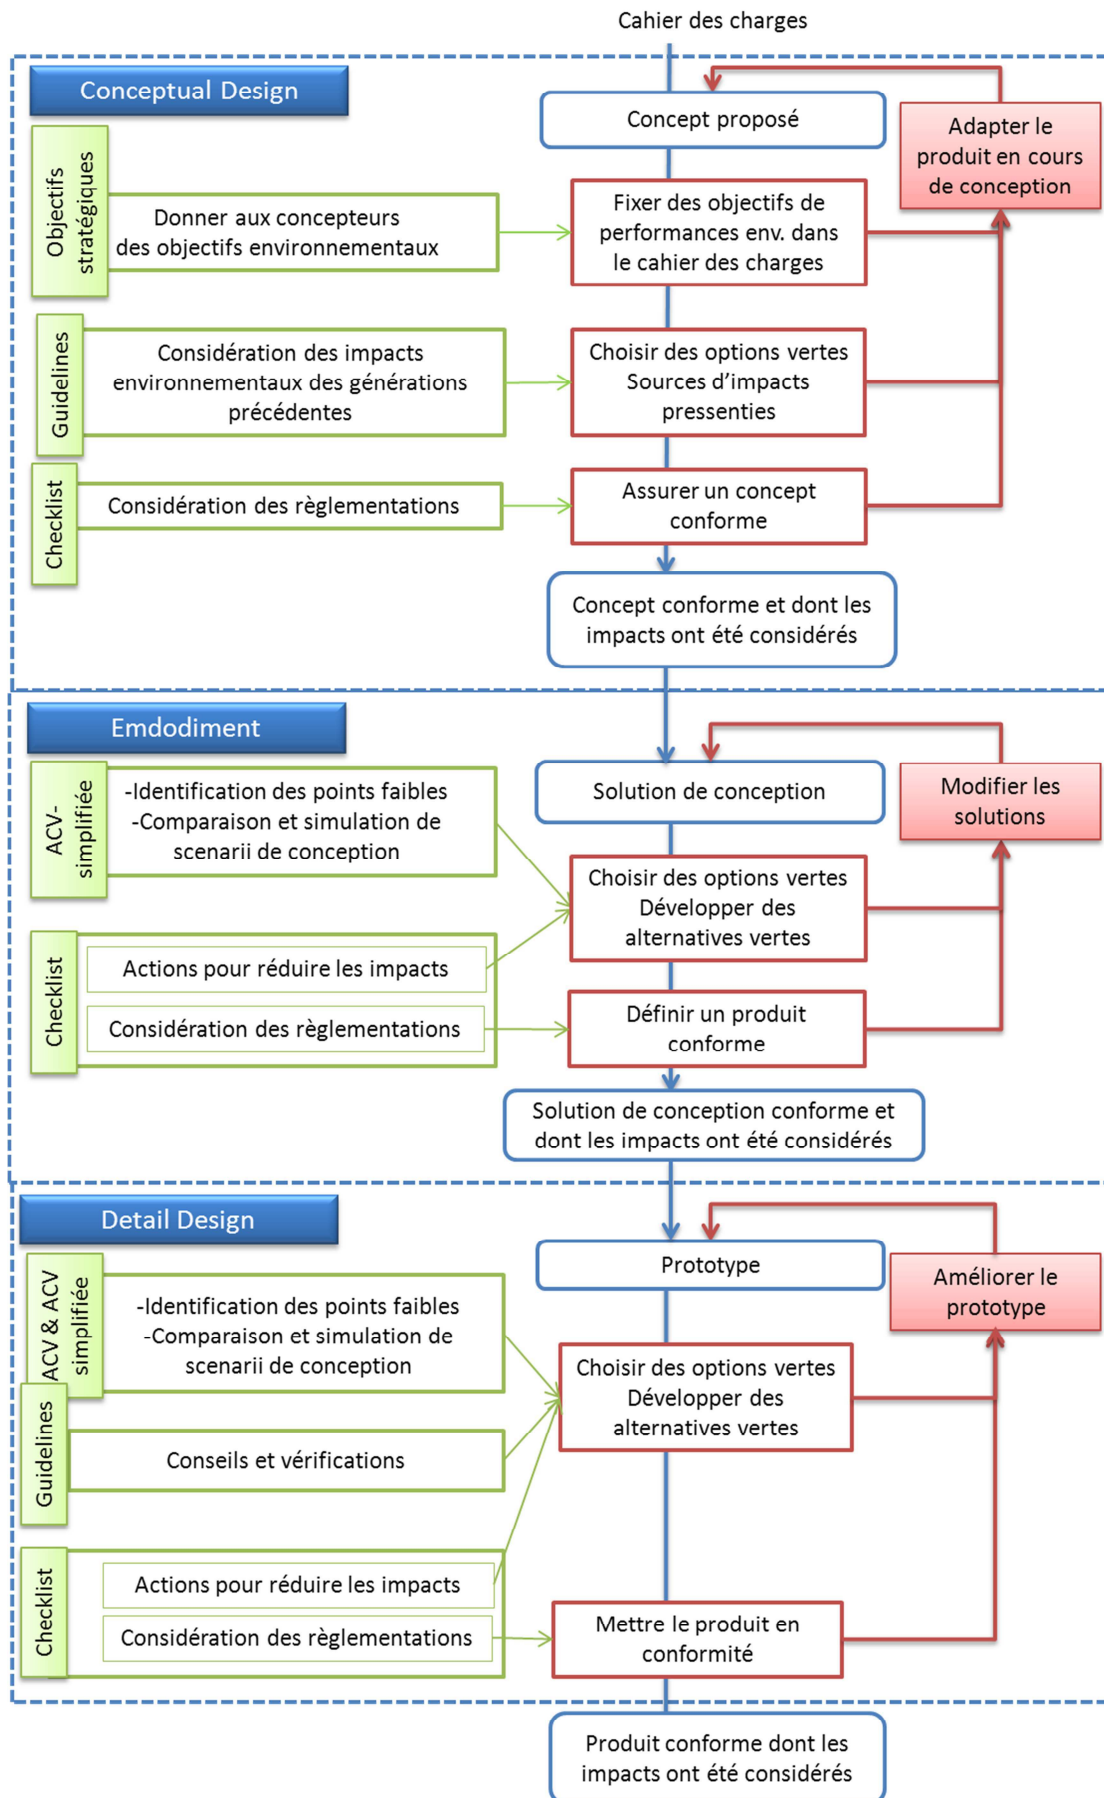 Cahier des charges
Conceptual Design
Concept proposé
Adapter le
produit en cours
de conception
Objectifs
stratégiques
Donner aux concepteurs
des objectifs environnementaux
Fixer des objectifs de
performances env. dans
le cahier des charges
Guidelines
Considération des impacts
environnementaux des générations
précédentes
Choisir des options vertes
Sources d’impacts
pressenties
Checklist
Considération des règlementations
Assurer un concept
conforme
Concept conforme et dont les
impacts ont été considérés
Emdodiment
Solution de conception
Modifier les
solutions
ACV-
simplifiée
-Identification des points faibles
-Comparaison et simulation de
scenarii de conception
Choisir des options vertes
Développer des
alternatives vertes
Checklist
Actions pour réduire les impacts
Considération des règlementations
Définir un produit
conforme
Solution de conception conforme et
dont les impacts ont été considérés
Detail Design
Prototype
Améliorer le
prototype
ACV & ACV
simplifiée
-Identification des points faibles
-Comparaison et simulation de
scenarii de conception
Choisir des options vertes
Développer des
alternatives vertes
Guidelines
Conseils et vérifications
Checklist
Actions pour réduire les impacts
Considération des règlementations
Mettre le produit en
conformité
Produit conforme dont les
impacts ont été considérés